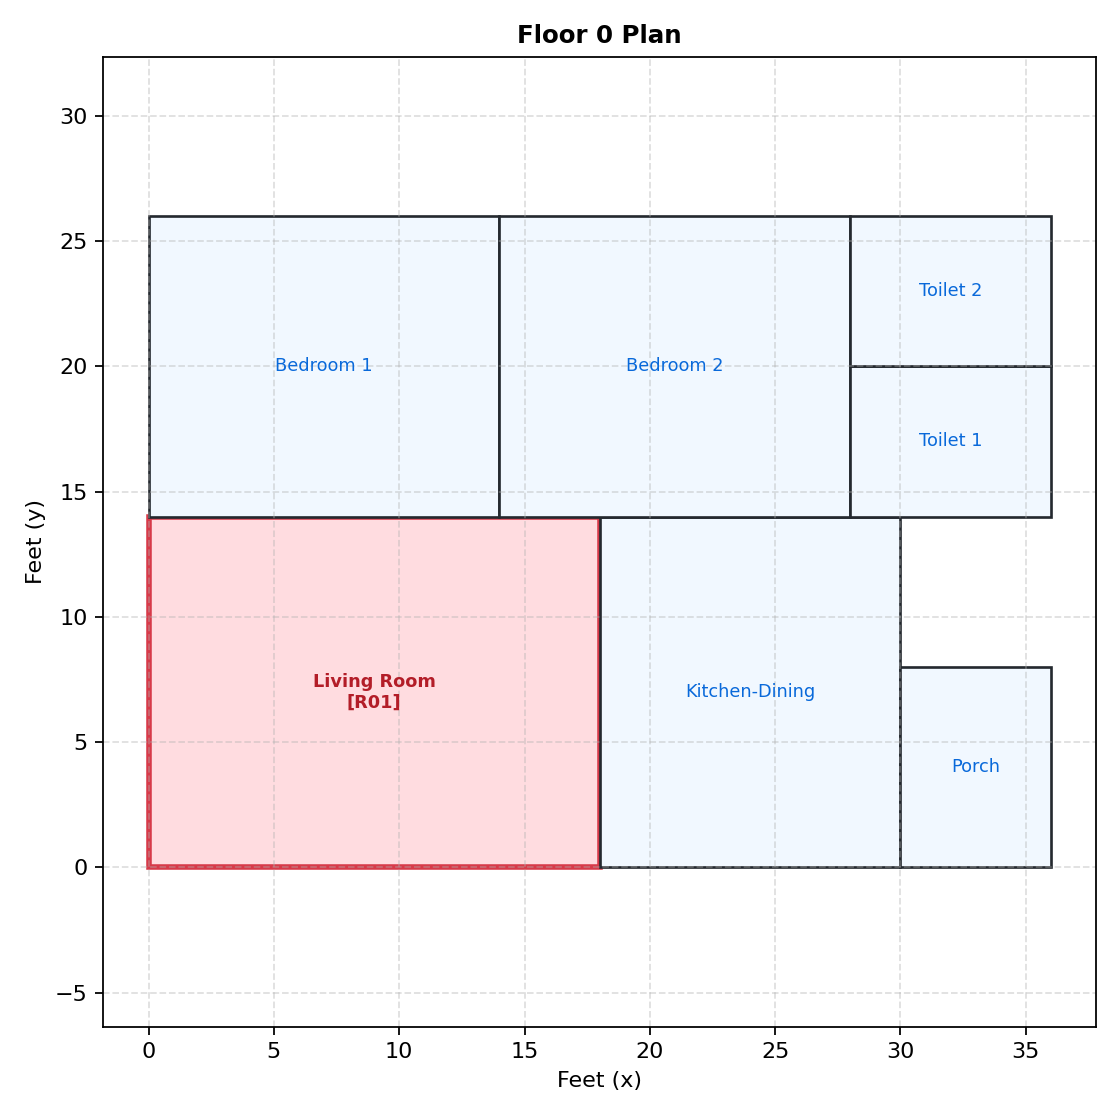 Floor 0 Plan
Feet (y)
30
25
20
15
10
5
0
−5
Bedroom 1
Bedroom 2
Toilet 2
Toilet 1
Living Room
[R01]
Kitchen-Dining
Porch
0
5
10
15
20
25
30
35
Feet (x)